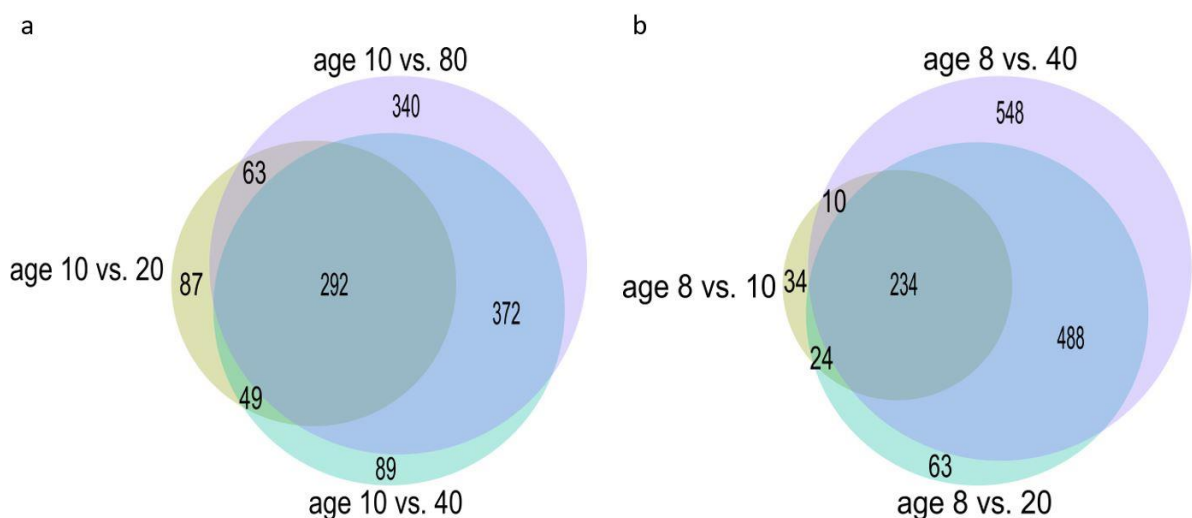 a
age 10 vs. 80
340
63
age 10 vs. 20
87
292
372
49
89
age 10 vs. 40
b
age 8 vs. 40
548
10
age 8 vs. 10
34
234
488
24
63
age 8 vs. 20